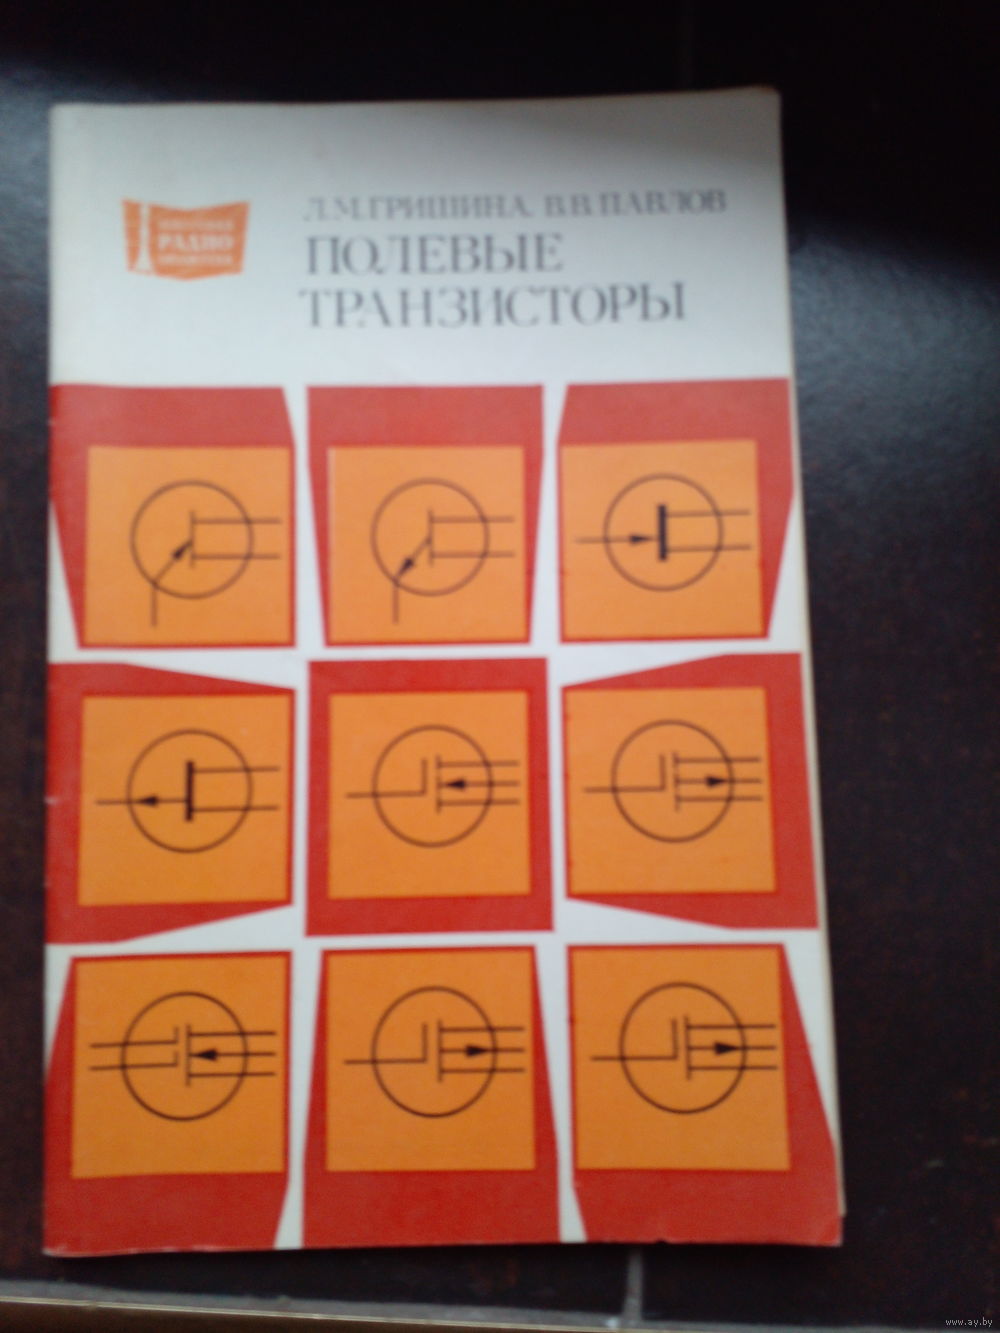 Л.М.ГРИШИНА, В.В.ПАВЛОВ
ПОЛЕВЫЕ
ТРАНЗИСТОРЫ
РАДИО
www.ay.by